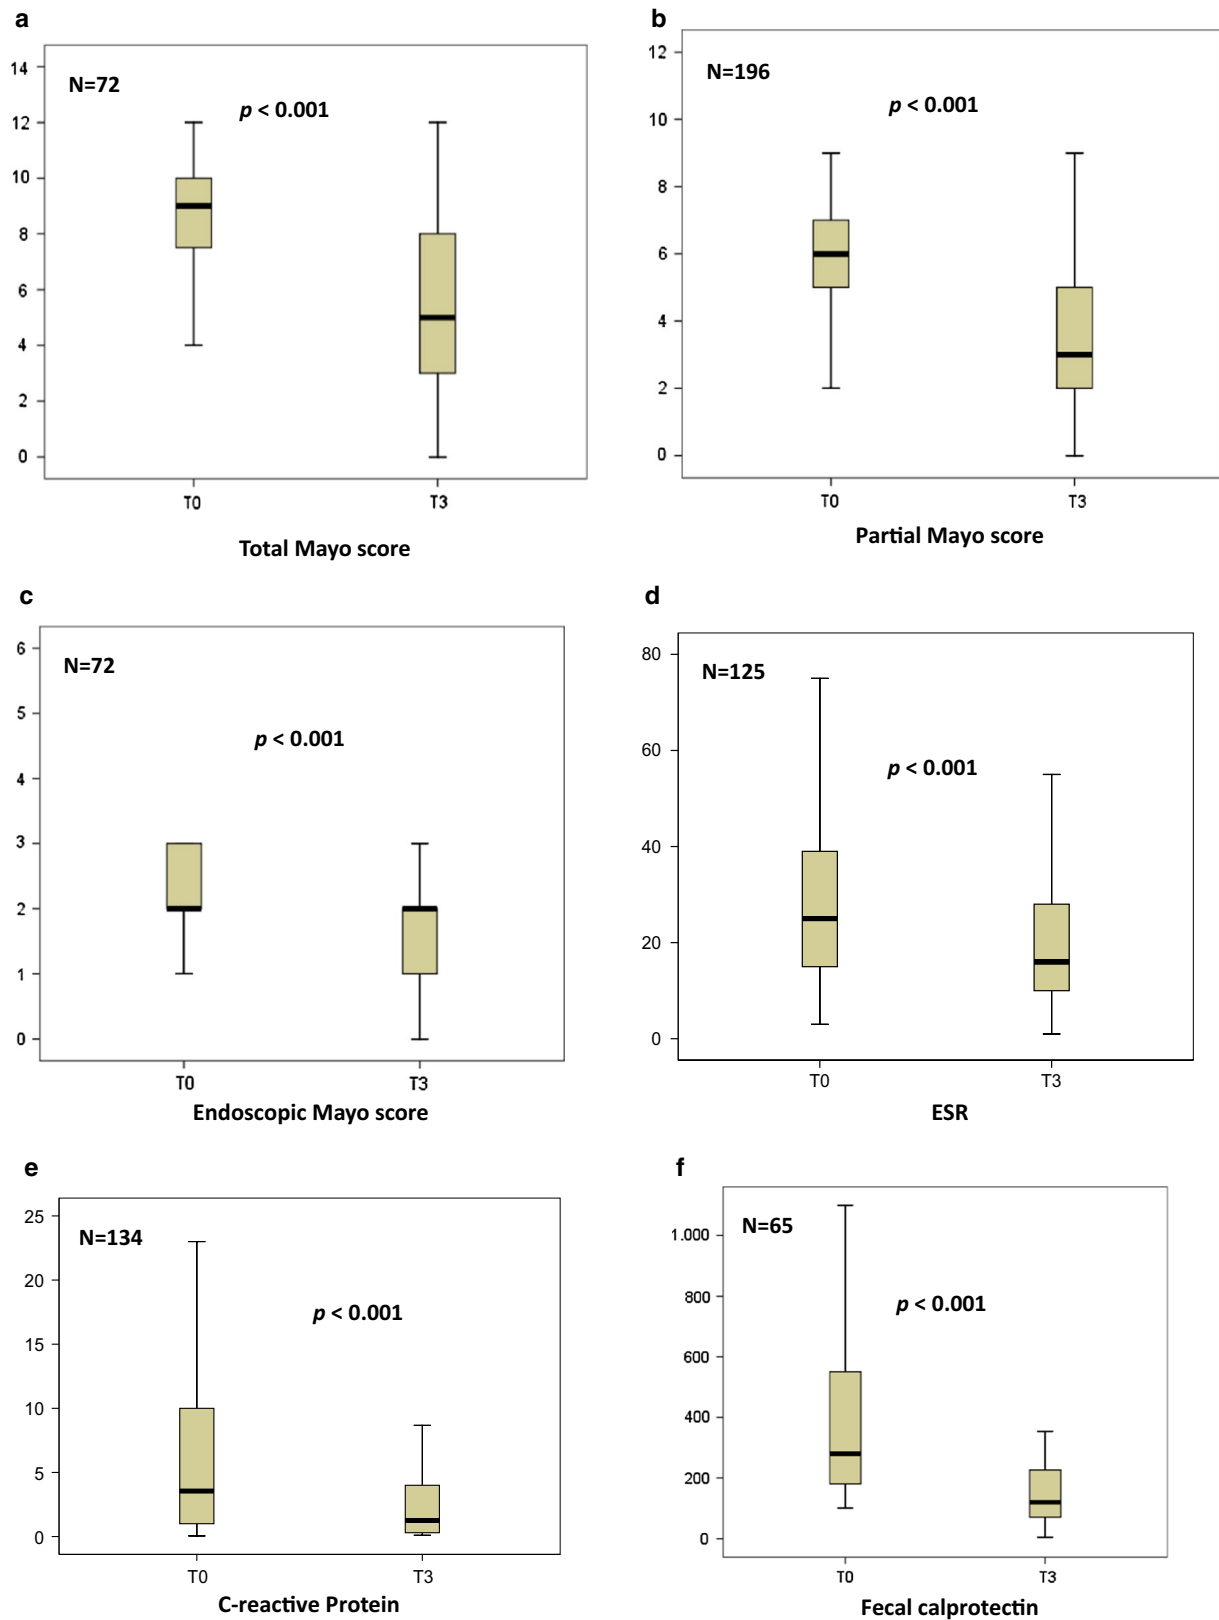 a
14
12
10
8
6
4
2
0
N=72
p < 0.001
T0 T3
Total Mayo score
b
12
10
8
6
4
2
0
N=196
p < 0.001
T0 T3
Partial Mayo score
c
6
5
4
3
2
1
0
N=72
p < 0.001
T0 T3
Endoscopic Mayo score
d
80
60
40
20
0
N=125
p < 0.001
T0 T3
ESR
e
25
20
15
10
5
0
N=134
p < 0.001
T0 T3
C-reactive Protein
f
1.000
800
600
400
200
0
N=65
p < 0.001
T0 T3
Fecal calprotectin